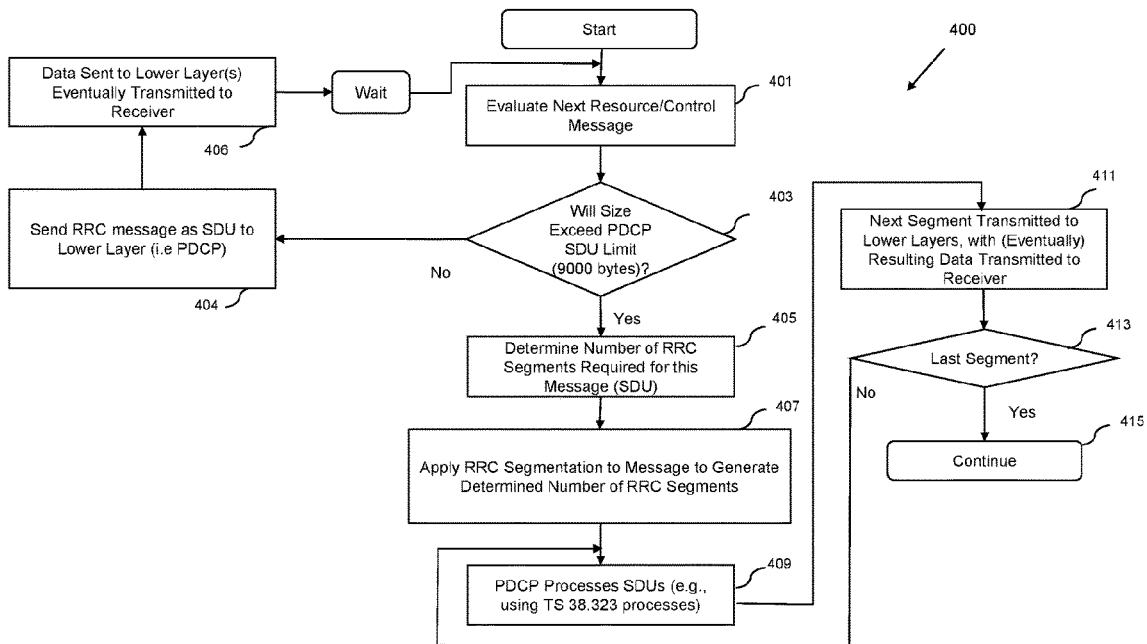 Start
400
Data Sent to Lower Layer(s)
Eventually Transmitted to
Receiver
406
Wait
401
Evaluate Next Resource/Control
Message
Send RRC message as SDU to
Lower Layer (i.e PDCP)
404
403
Will Size
Exceed PDCP
SDU Limit
(9000 bytes)?
No
Yes
405
Determine Number of RRC
Segments Required for this
Message (SDU)
407
Apply RRC Segmentation to Message to Generate
Determined Number of RRC Segments
409
PDCP Processes SDUs (e.g.,
using TS 38.323 processes)
411
Next Segment Transmitted to
Lower Layers, with (Eventually)
Resulting Data Transmitted to
Receiver
413
Last Segment?
No
Yes
415
Continue